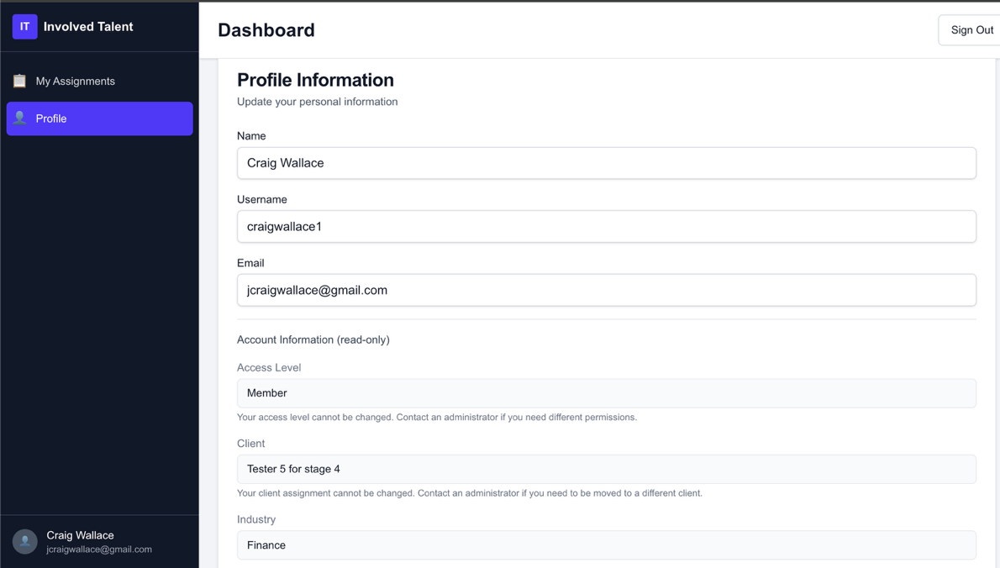 IT Involved Talent
My Assignments
Profile
Craig Wallace
jcraigwallace@gmail.com
Dashboard
Sign Out
Profile Information
Update your personal information
Name
Craig Wallace
Username
craigwallace1
Email
jcraigwallace@gmail.com
Account Information (read-only)
Access Level
Member
Your access level cannot be changed. Contact an administrator if you need different permissions.
Client
Tester 5 for stage 4
Your client assignment cannot be changed. Contact an administrator if you need to be moved to a different client.
Industry
Finance